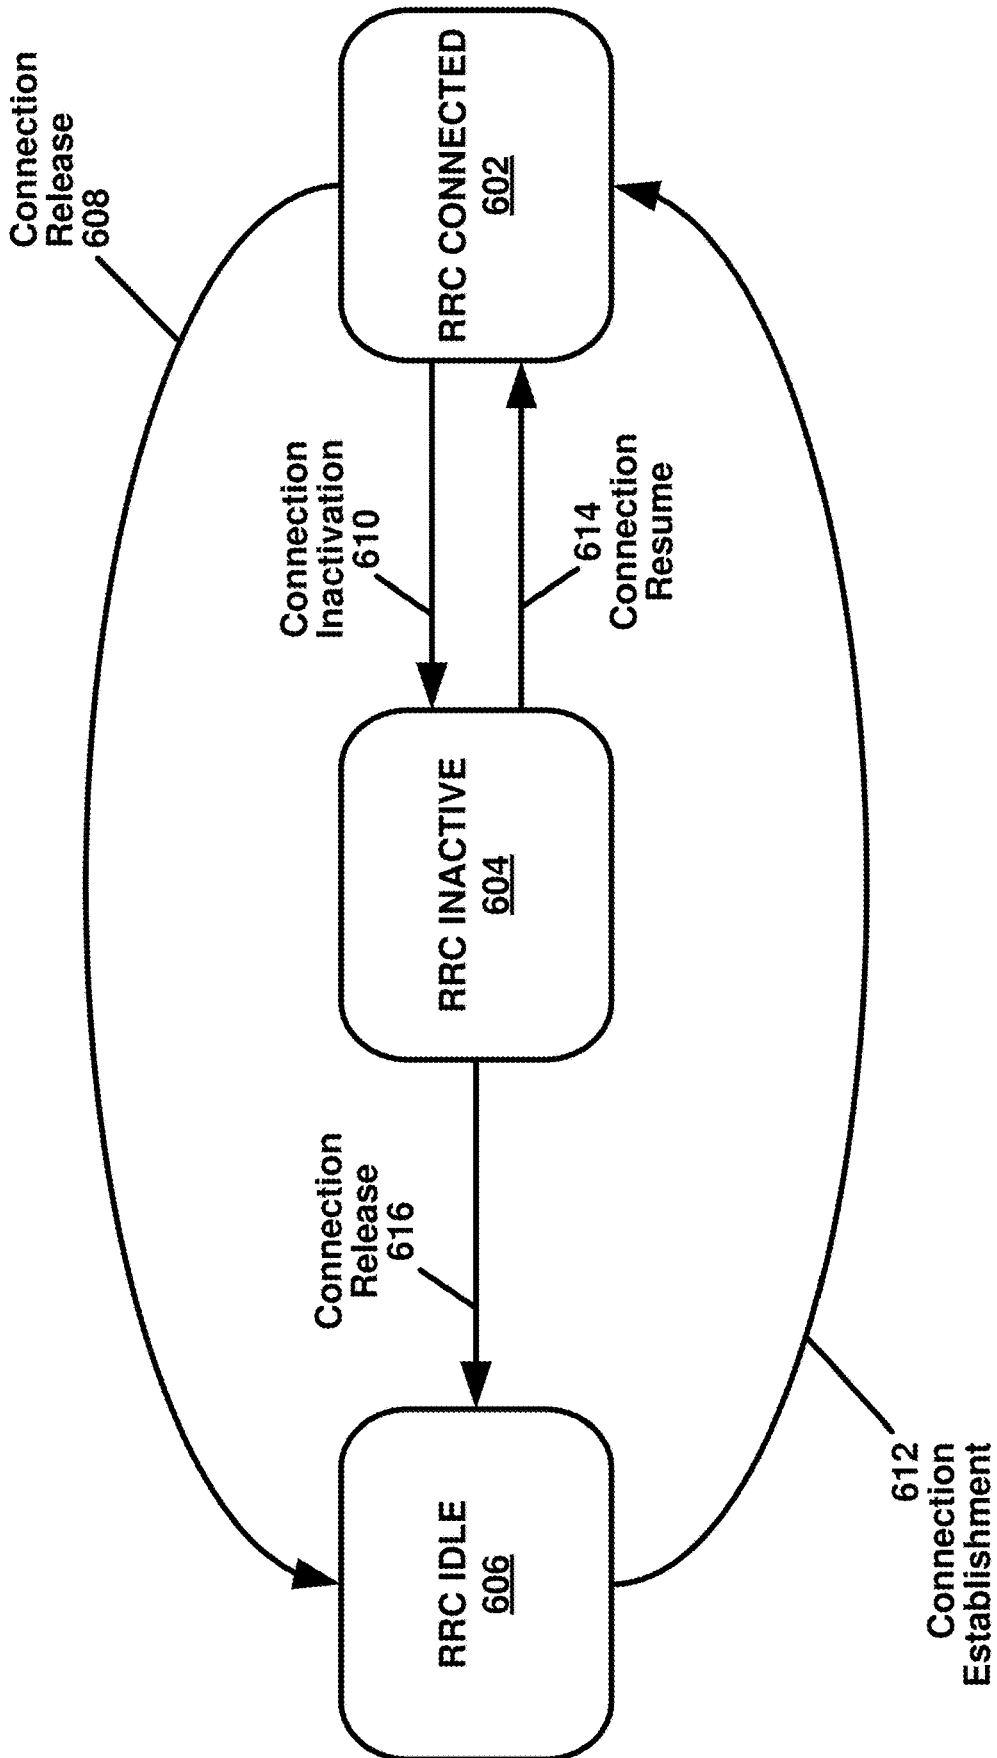 Connection
Release
608
Connection
Inactivation
610
Connection
Release
616
RRC IDLE
606
RRC INACTIVE
604
RRC CONNECTED
602
614
Connection
Resume
612
Connection
Establishment